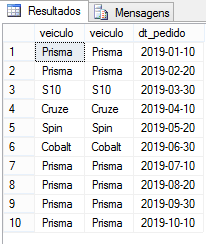 Resultados Mensagens
veiculo veiculo dt_pedido
1 Prisma Prisma 2019-01-10
2 Prisma Prisma 2019-02-20
3 S10 S10 2019-03-30
4 Cruze Cruze 2019-04-10
5 Spin Spin 2019-05-20
6 Cobalt Cobalt 2019-06-30
7 Prisma Prisma 2019-07-10
8 Prisma Prisma 2019-08-20
9 Prisma Prisma 2019-09-30
10 Prisma Prisma 2019-10-10